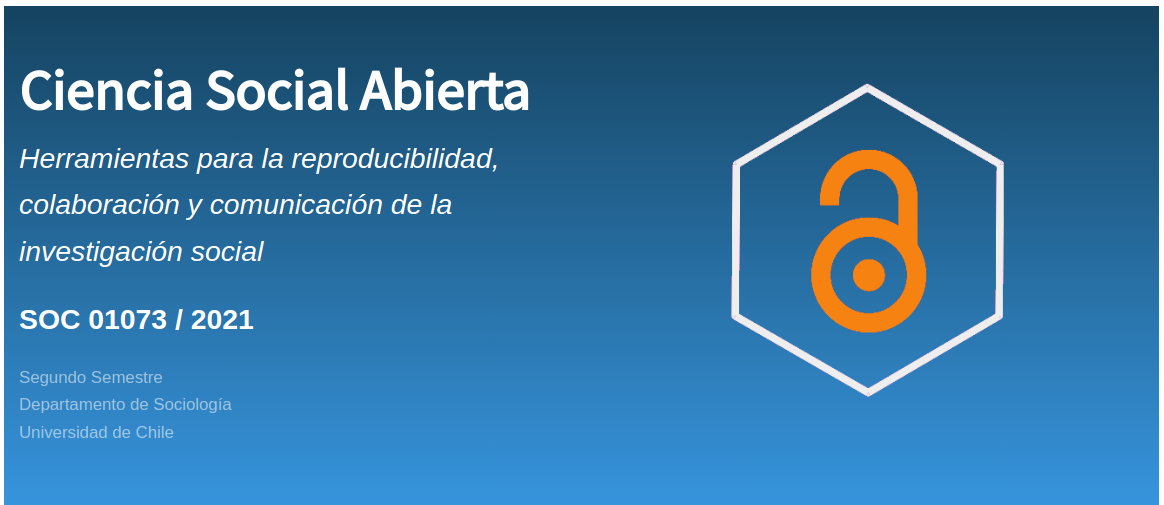 Ciencia Social Abierta
Herramientas para la reproducibilidad,
colaboración y comunicación de la
investigación social
SOC 01073 / 2021
Segundo Semestre
Departamento de Sociología
Universidad de Chile